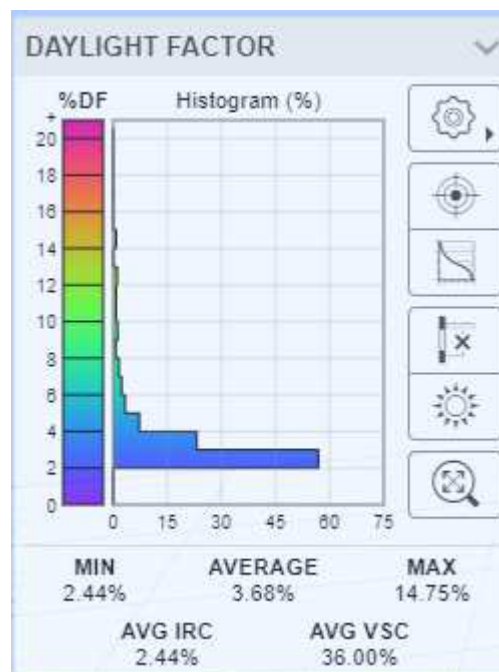 DAYLIGHT FACTOR
%DF Histogram (%)
+
20
18
16
14
12
10
8
6
4
2
0
0 15 30 45 60 75
MIN AVERAGE MAX
2.44% 3.68% 14.75%
AVG IRC AVG VSC
2.44% 36.00%